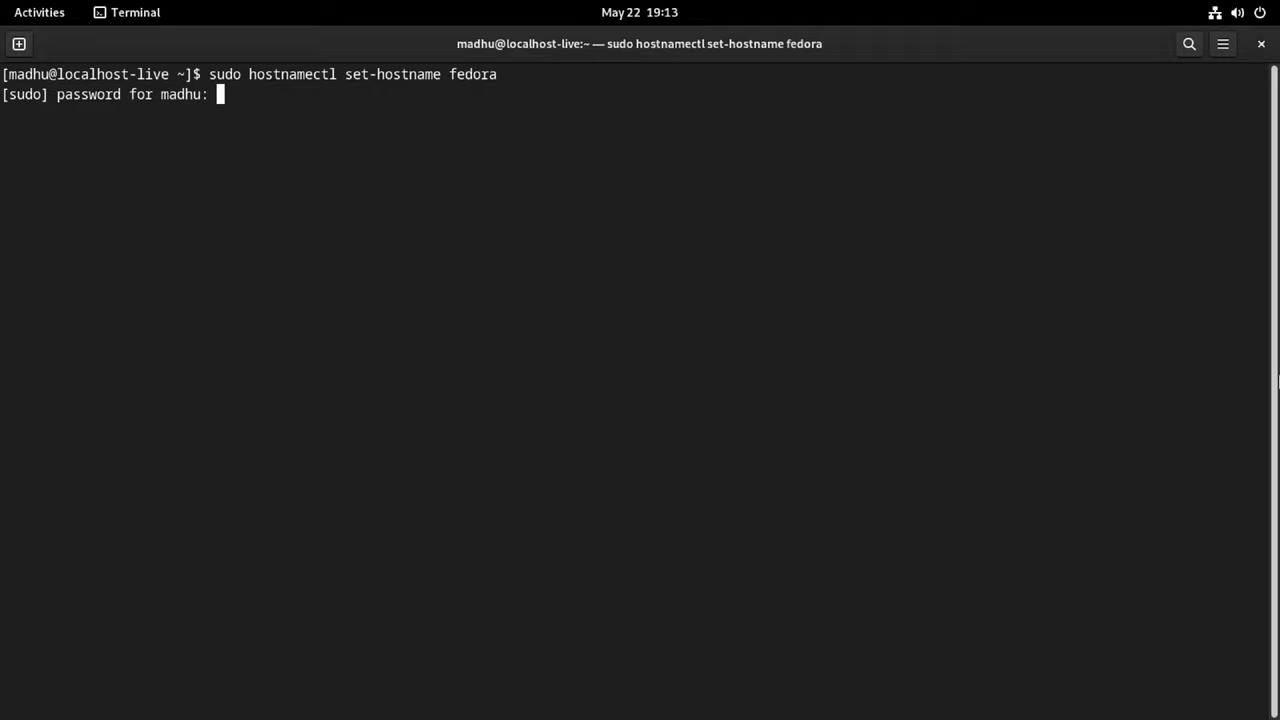 Activities Terminal May 22 19:13
madhu@localhost-live:~ — sudo hostnamectl set-hostname fedora
[madhu@localhost-live ~]$ sudo hostnamectl set-hostname fedora
[sudo] password for madhu: